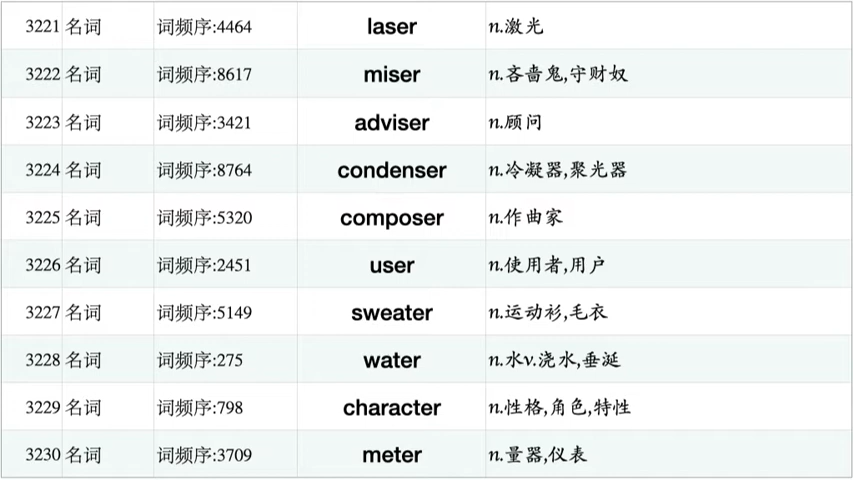 3221 名词 词频序:4464 laser n.激光
3222 名词 词频序:8617 miser n.吝啬鬼,守财奴
3223 名词 词频序:3421 adviser n.顾问
3224 名词 词频序:8764 condenser n.冷凝器,聚光器
3225 名词 词频序:5320 composer n.作曲家
3226 名词 词频序:2451 user n.使用者,用户
3227 名词 词频序:5149 sweater n.运动衫,毛衣
3228 名词 词频序:275 water n.水v.浇水,垂涎
3229 名词 词频序:798 character n.性格,角色,特性
3230 名词 词频序:3709 meter n.量器,仪表